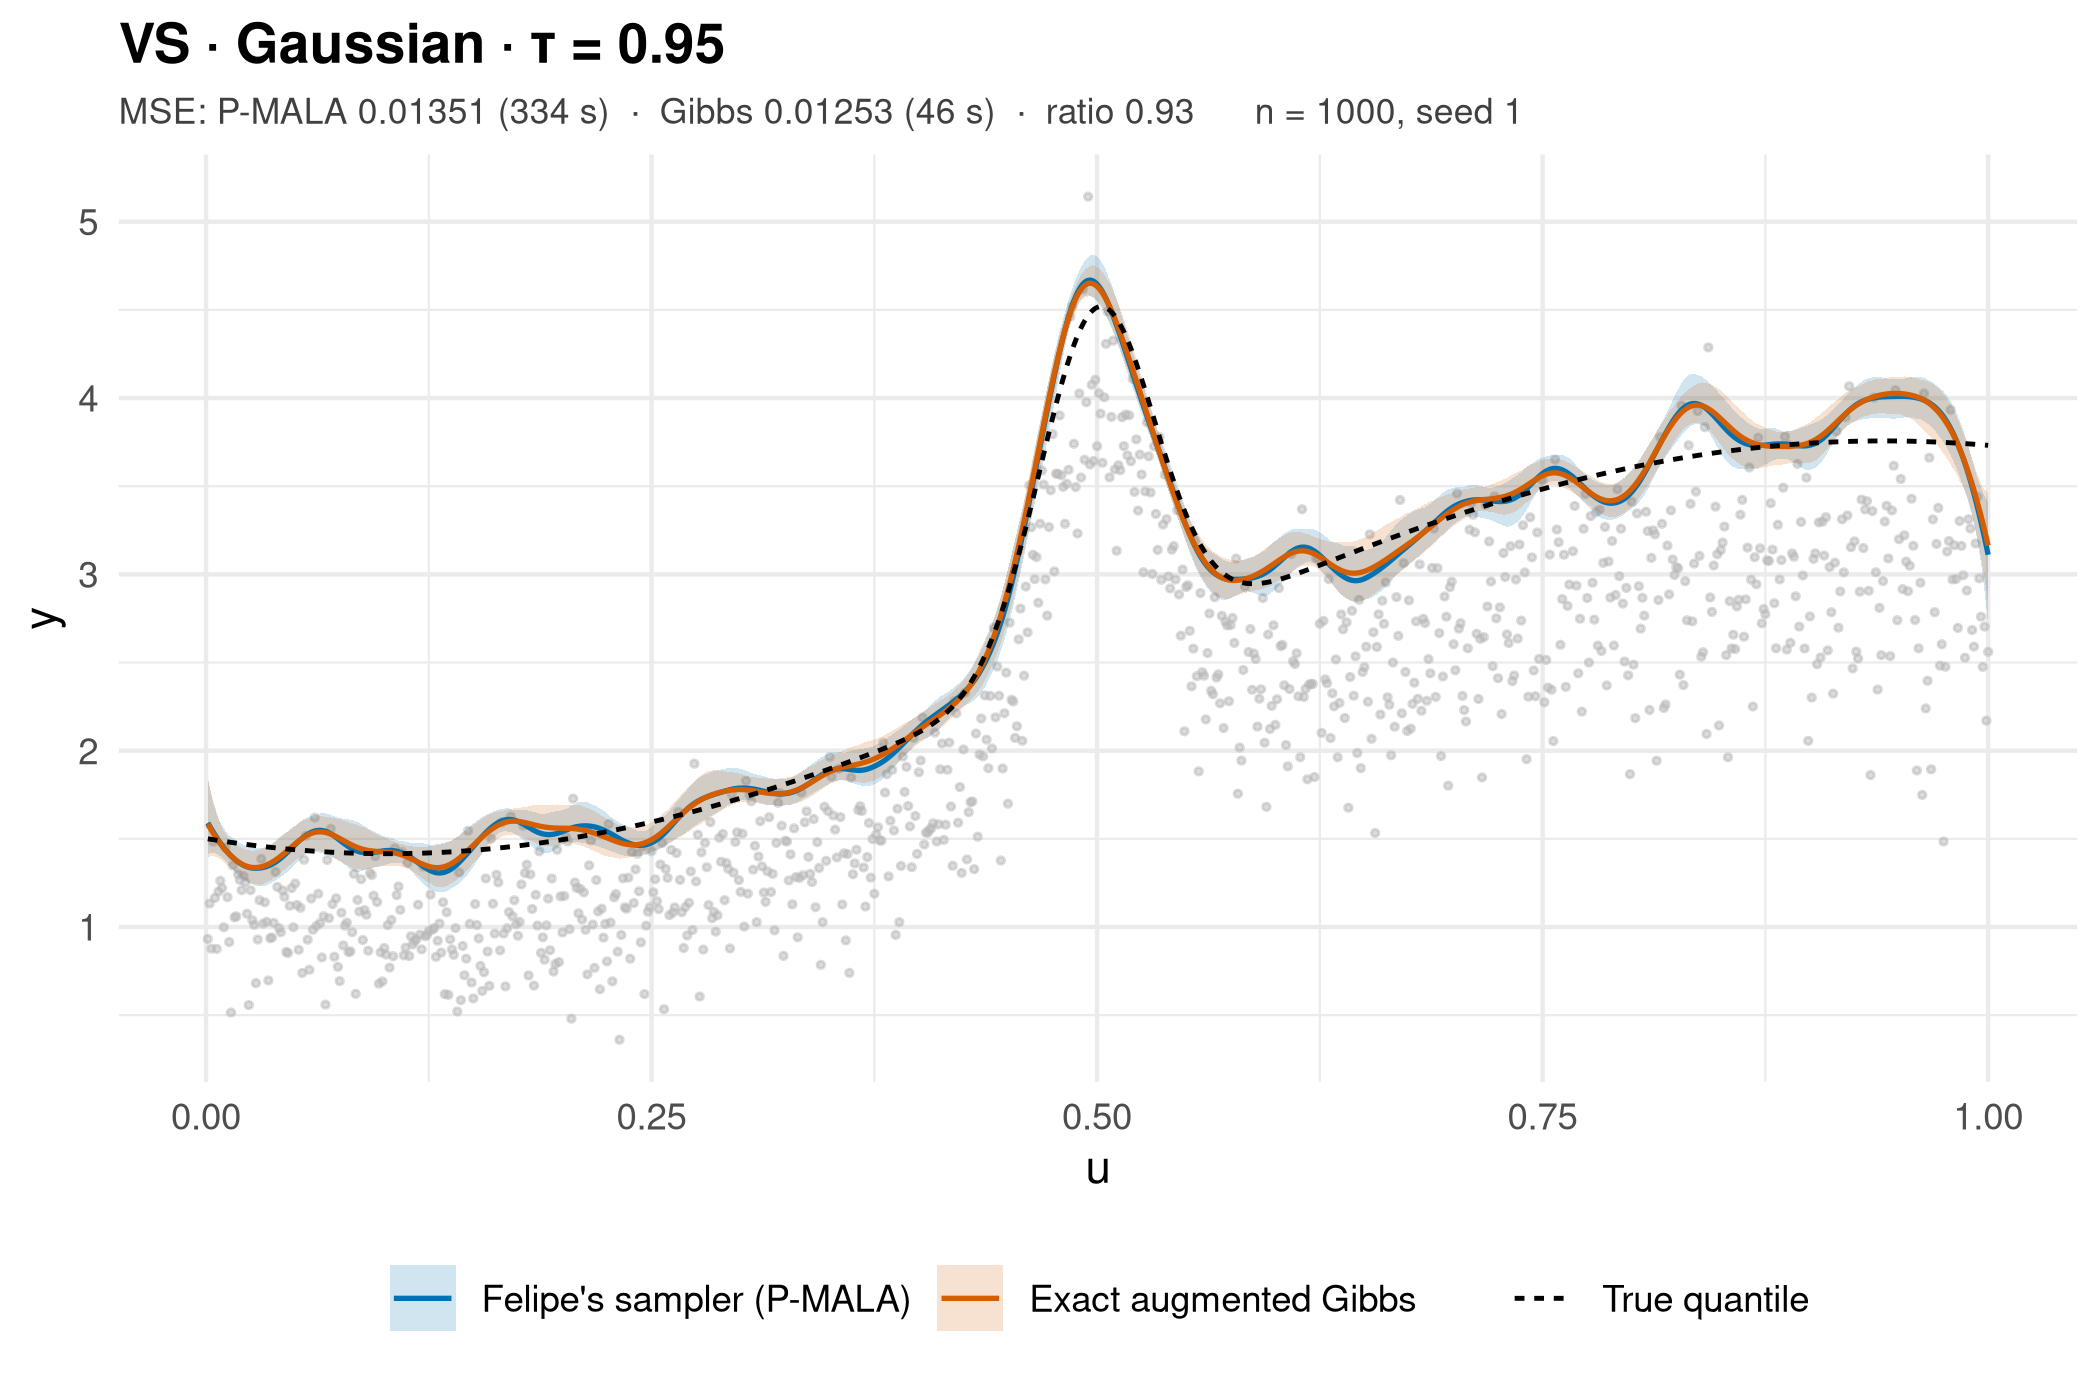 VS · Gaussian · τ = 0.95
MSE: P-MALA 0.01351 (334 s) · Gibbs 0.01253 (46 s) · ratio 0.93 n = 1000, seed 1
5
4
3
2
1
y
0.00 0.25 0.50 0.75 1.00
u
Felipe's sampler (P-MALA) Exact augmented Gibbs True quantile